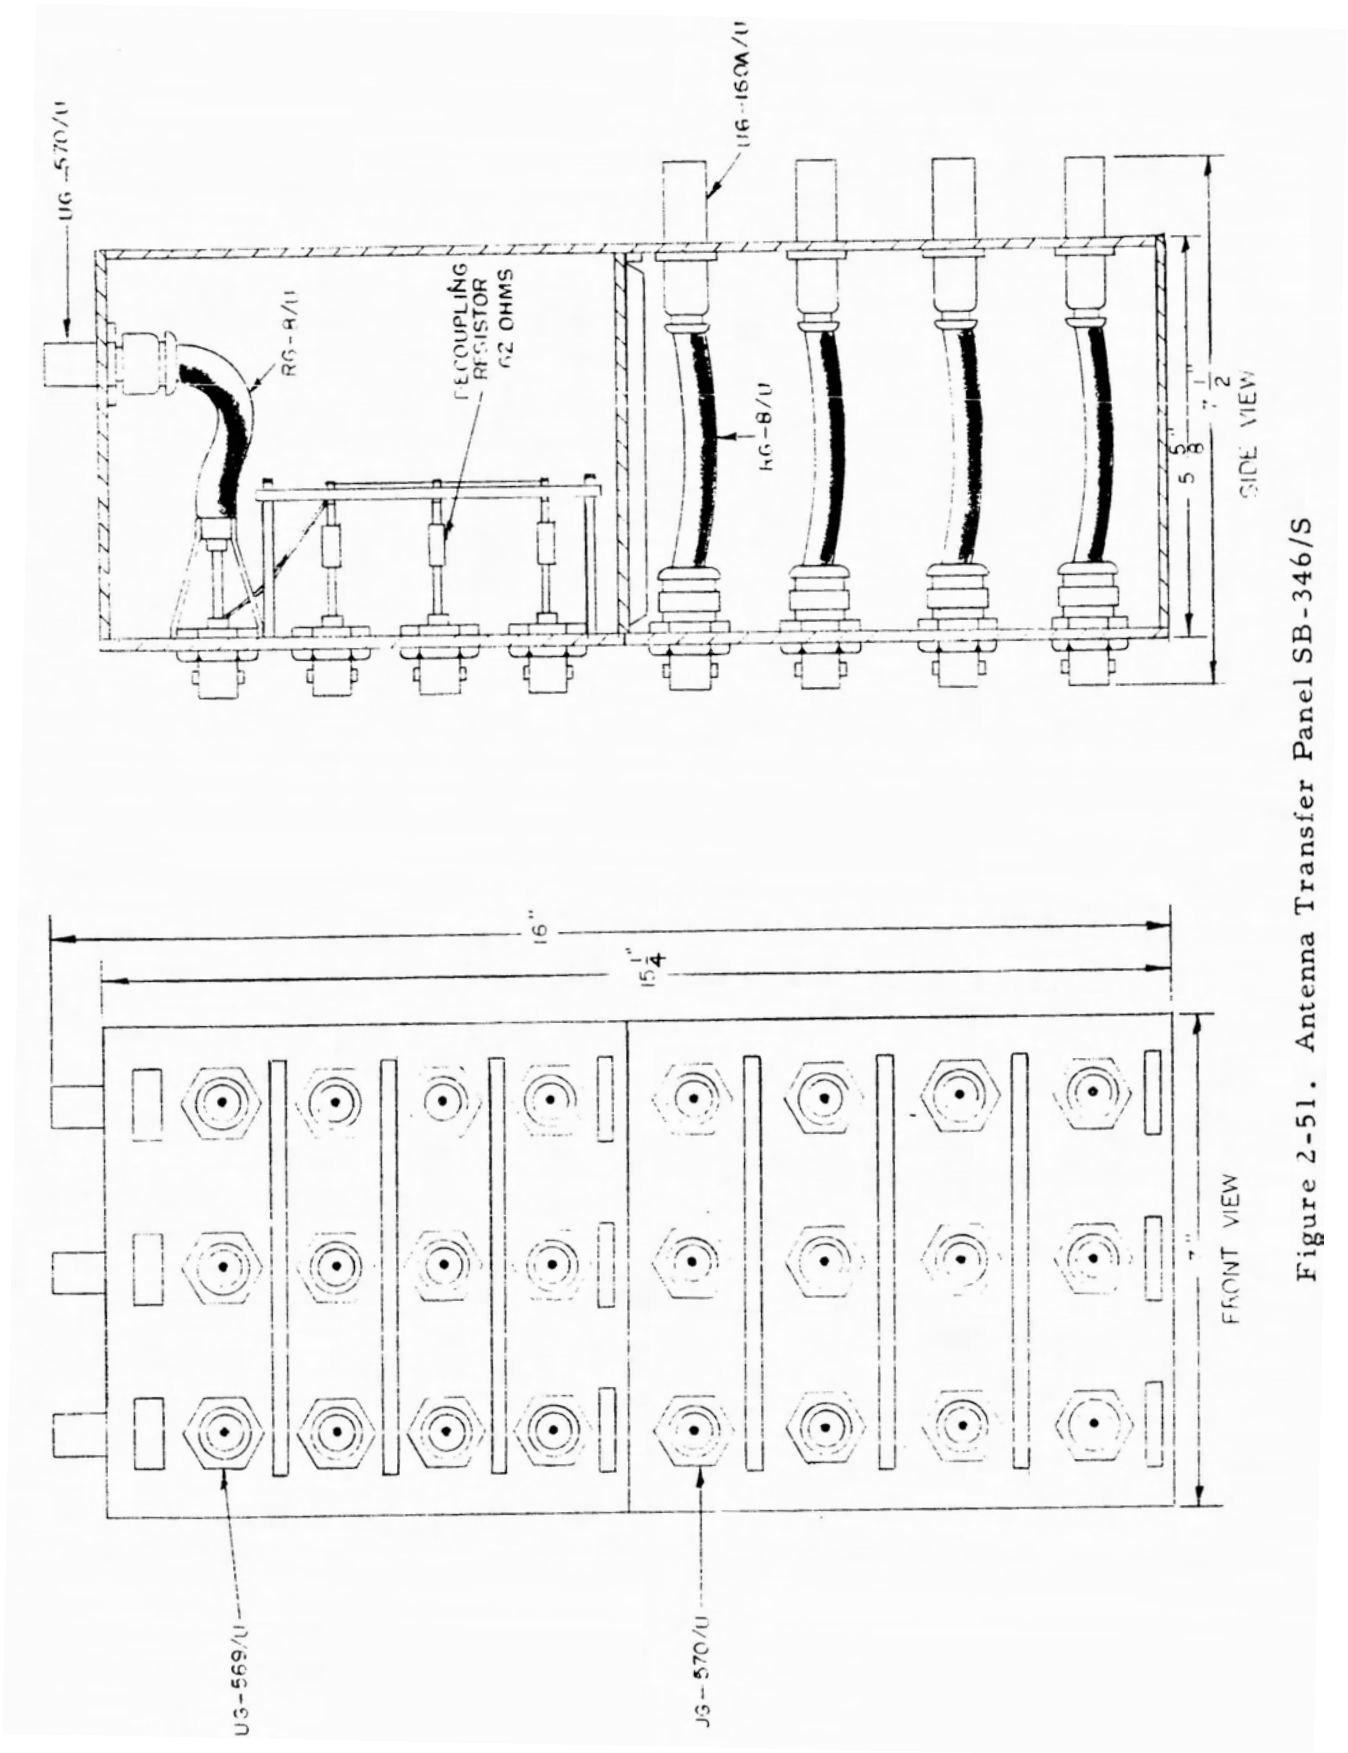 UG-570/U
RG-8/U
DECOUPLING
RESISTOR
62 OHMS
UG-160A/U
RG-8/U
5 5/8"
7 1/2"
SIDE VIEW
16"
15 1/4"
7"
FRONT VIEW
UG-569/U
UG-570/U
Figure 2-51. Antenna Transfer Panel SB-346/S